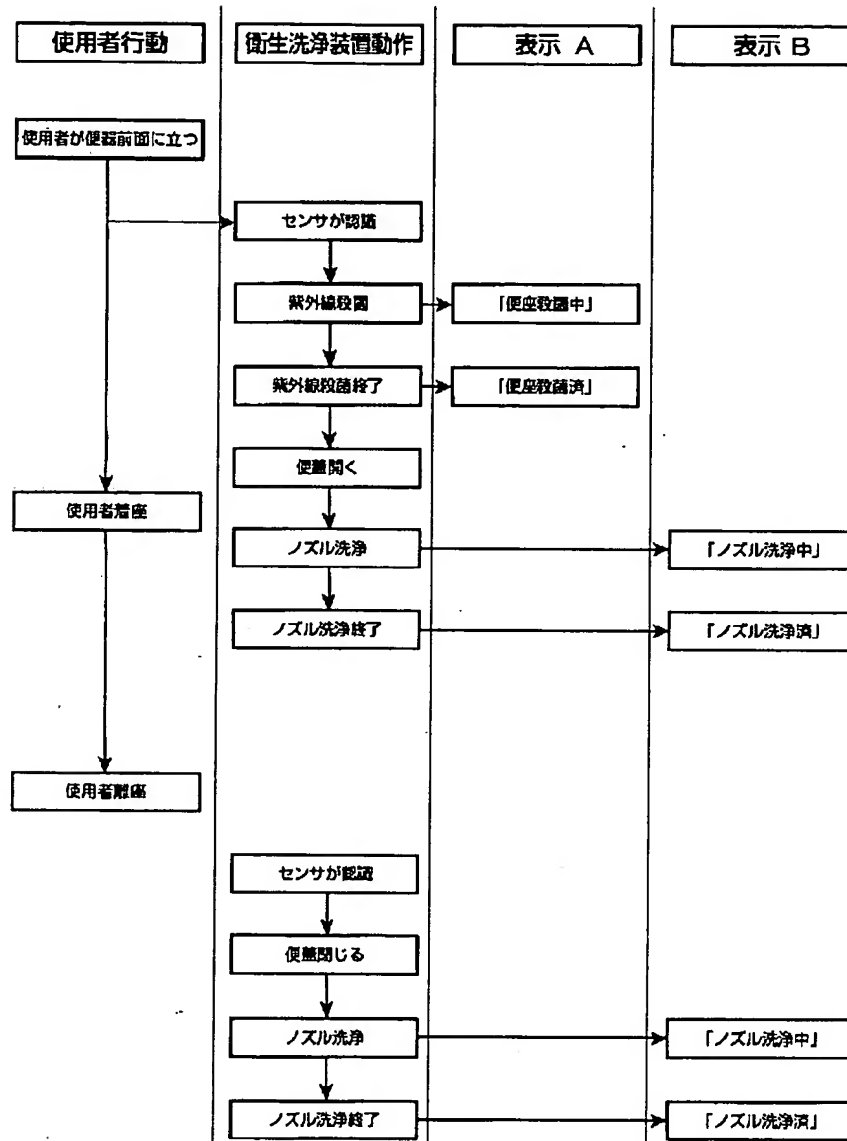 使用者行動
衛生洗浄装置動作
表示 A
表示 B
使用者が便器前面に立つ
センサが認識
紫外線殺菌
「便座殺菌中」
紫外線殺菌終了
「便座殺菌済」
便蓋開く
使用者着座
ノズル洗浄
「ノズル洗浄中」
ノズル洗浄終了
「ノズル洗浄済」
使用者離座
センサが認識
便蓋閉じる
ノズル洗浄
「ノズル洗浄中」
ノズル洗浄終了
「ノズル洗浄済」